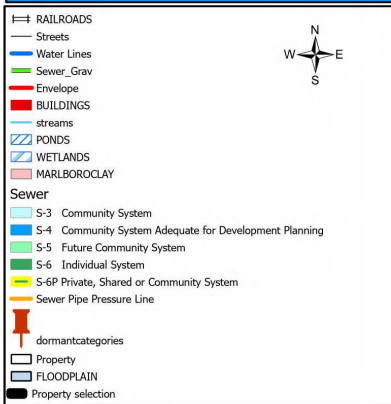 RAILROADS
Streets
Water Lines
Sewer_Grav
Envelope
BUILDINGS
streams
PONDS
WETLANDS
MARLBOROCLAY
Sewer
S-3 Community System
S-4 Community System Adequate for Development Planning
S-5 Future Community System
S-6 Individual System
S-6P Private, Shared or Community System
Sewer Pipe Pressure Line
dormantcategories
Property
FLOODPLAIN
Property selection
N
W E
S